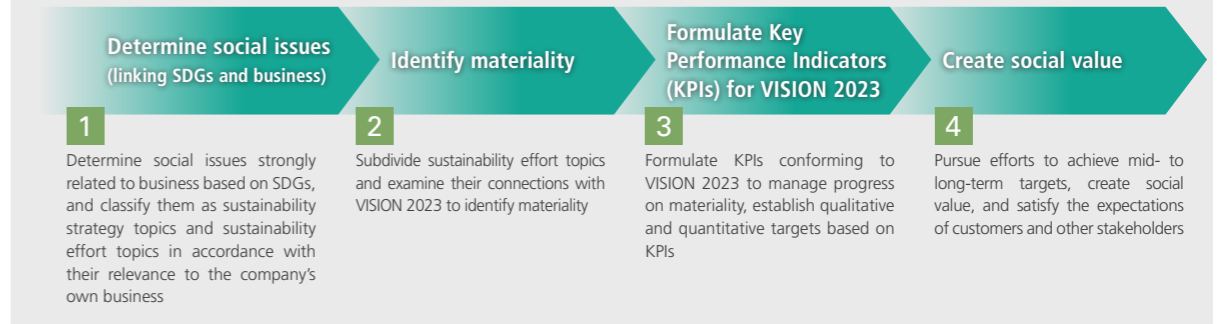 Determine social issues
(linking SDGs and business)
Identify materiality
Formulate Key
Performance Indicators
(KPIs) for VISION 2023
Create social value
1
Determine social issues strongly
related to business based on SDGs,
and classify them as sustainability
strategy topics and sustainability
effort topics in accordance with
their relevance to the company's
own business
2
Subdivide sustainability effort topics
and examine their connections with
VISION 2023 to identify materiality
3
Formulate KPIs conforming to
VISION 2023 to manage progress
on materiality, establish qualitative
and quantitative targets based on
KPIs
4
Pursue efforts to achieve mid- to
long-term targets, create social
value, and satisfy the expectations
of customers and other stakeholders